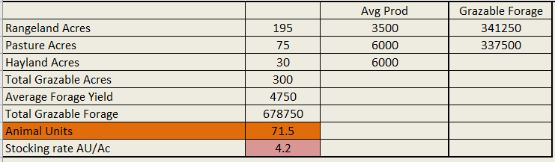 Avg Prod Grazable Forage
Rangeland Acres 195 3500 341250
Pasture Acres 75 6000 337500
Hayland Acres 30 6000
Total Grazable Acres 300
Average Forage Yield 4750
Total Grazable Forage 678750
Animal Units 71.5
Stocking rate AU/Ac 4.2